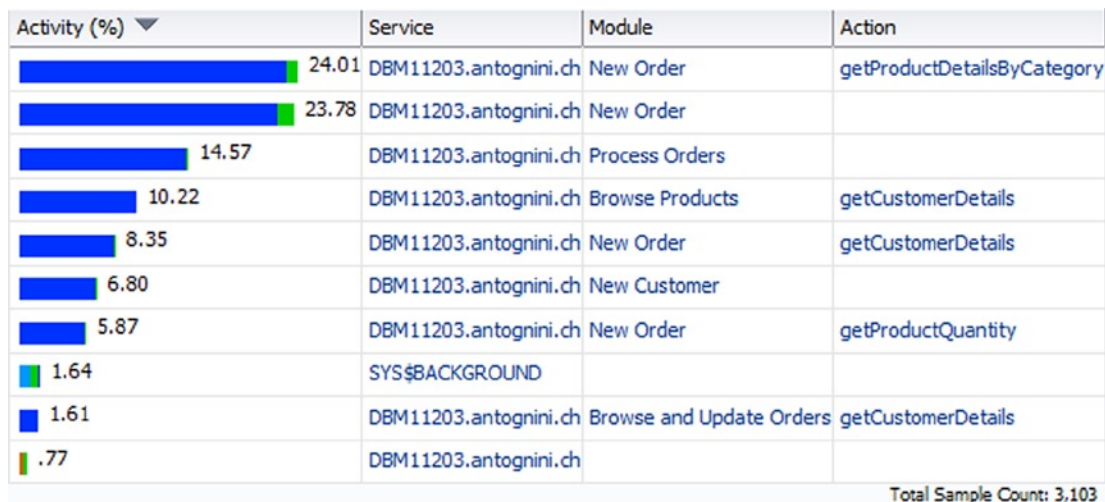 Activity (%) Service Module Action
24.01 DBM11203.antognini.ch New Order getProductDetailsByCategory
23.78 DBM11203.antognini.ch New Order
14.57 DBM11203.antognini.ch Process Orders
10.22 DBM11203.antognini.ch Browse Products getCustomerDetails
8.35 DBM11203.antognini.ch New Order getCustomerDetails
6.80 DBM11203.antognini.ch New Customer
5.87 DBM11203.antognini.ch New Order getProductQuantity
1.64 SYS$BACKGROUND
1.61 DBM11203.antognini.ch Browse and Update Orders getCustomerDetails
.77 DBM11203.antognini.ch
Total Sample Count: 3,103